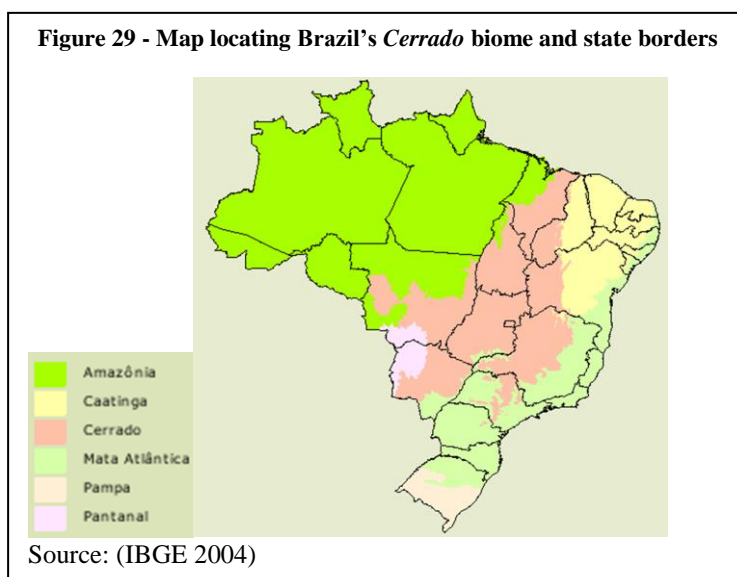 Figure 29 - Map locating Brazil's Cerrado biome and state borders
Amazônia
Caatinga
Cerrado
Mata Atlântica
Pampa
Pantanal
Source: (IBGE 2004)